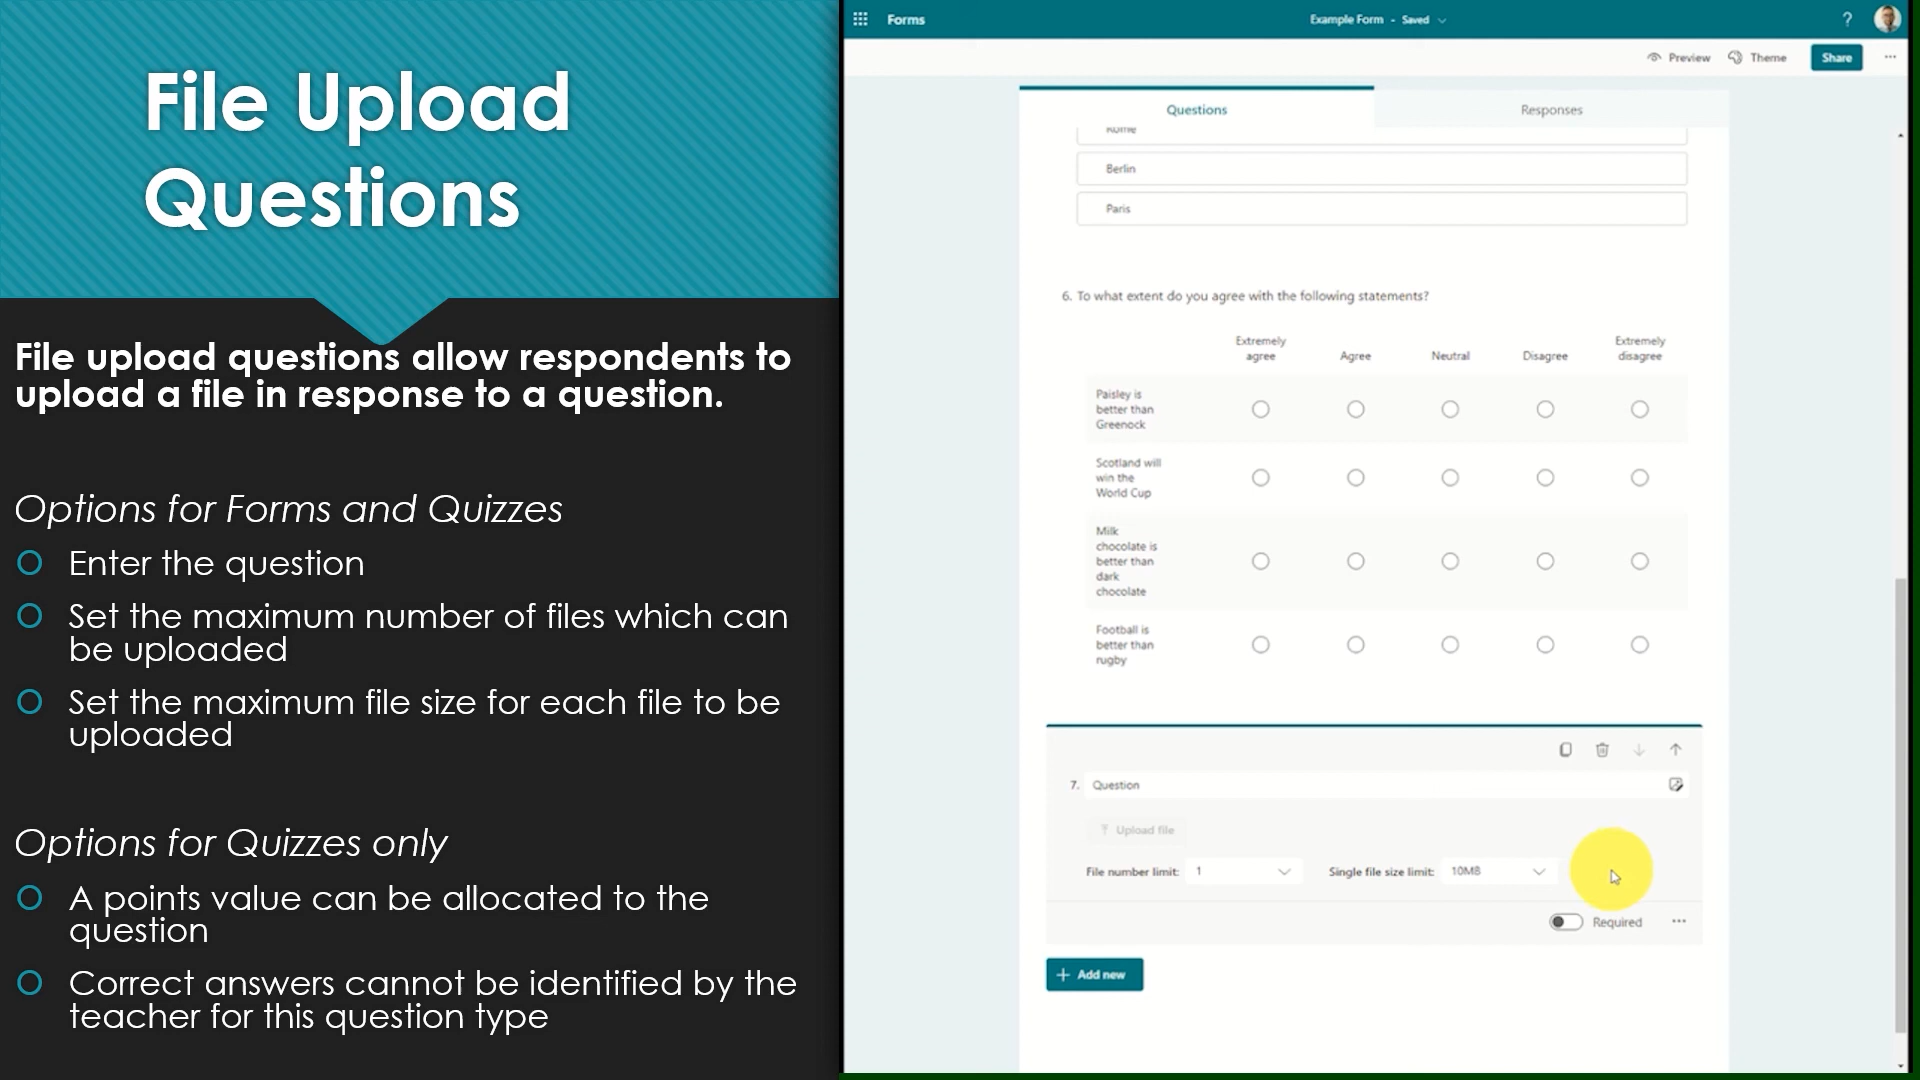 File Upload
Questions
File upload questions allow respondents to
upload a file in response to a question.
Options for Forms and Quizzes
Enter the question
Set the maximum number of files which can
be uploaded
Set the maximum file size for each file to be
uploaded
Options for Quizzes only
A points value can be allocated to the
question
Correct answers cannot be identified by the
teacher for this question type
Forms
Example Form - Saved
?
Preview
Theme
Share
Questions
Responses
Rome
Berlin
Paris
6. To what extent do you agree with the following statements?
Extremely
agree
Agree
Neutral
Disagree
Extremely
disagree
Paisley is
better than
Greenock
Scotland will
win the
World Cup
Milk
chocolate is
better than
dark
chocolate
Football is
better than
rugby
7. Question
Upload file
File number limit: 1
Single file size limit: 10MB
Required
+ Add new